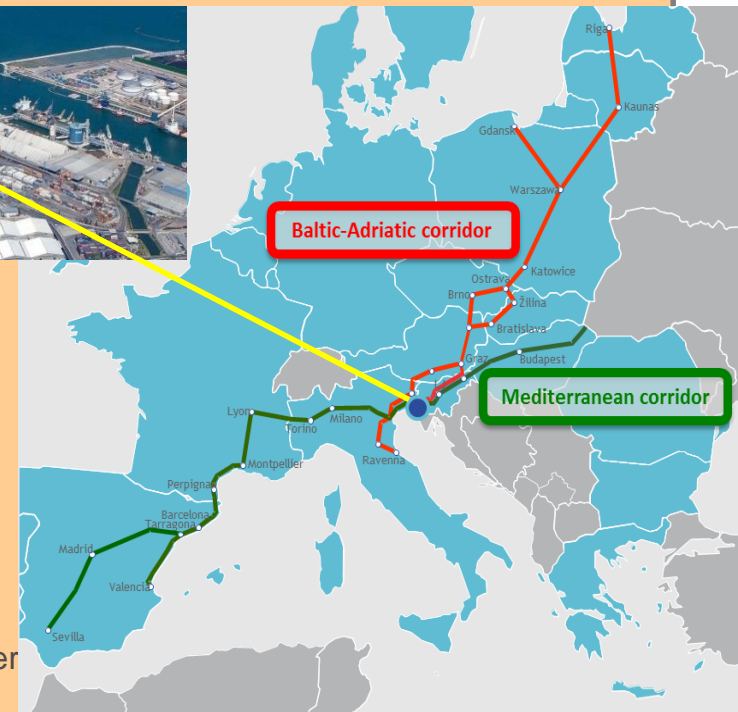 Riga
Kaunas
Gdansk
Warszawa
Baltic-Adriatic corridor
Katowice
Ostrava
Brno
Žilina
Bratislava
Graz
Budapest
Mediterranean corridor
Lyon
Milano
Torino
Ravenna
Montpellier
Perpignan
Barcelona
Tarragona
Madrid
Valencia
Sevilla
er